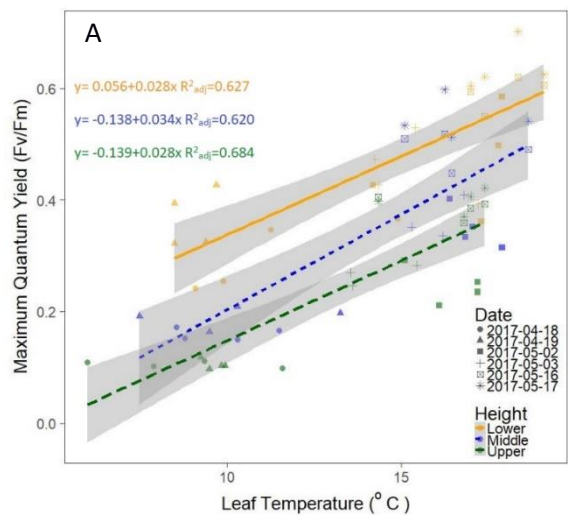 A
y= 0.056+0.028x R²adj=0.627
y= -0.138+0.034x R²adj=0.620
y= -0.139+0.028x R²adj=0.684
Maximum Quantum Yield (Fv/Fm)
0.6
0.4
0.2
0.0
Date
2017-04-18
2017-04-19
2017-05-02
2017-05-03
2017-05-16
2017-05-17
Height
Lower
Middle
Upper
10
15
Leaf Temperature (° C )